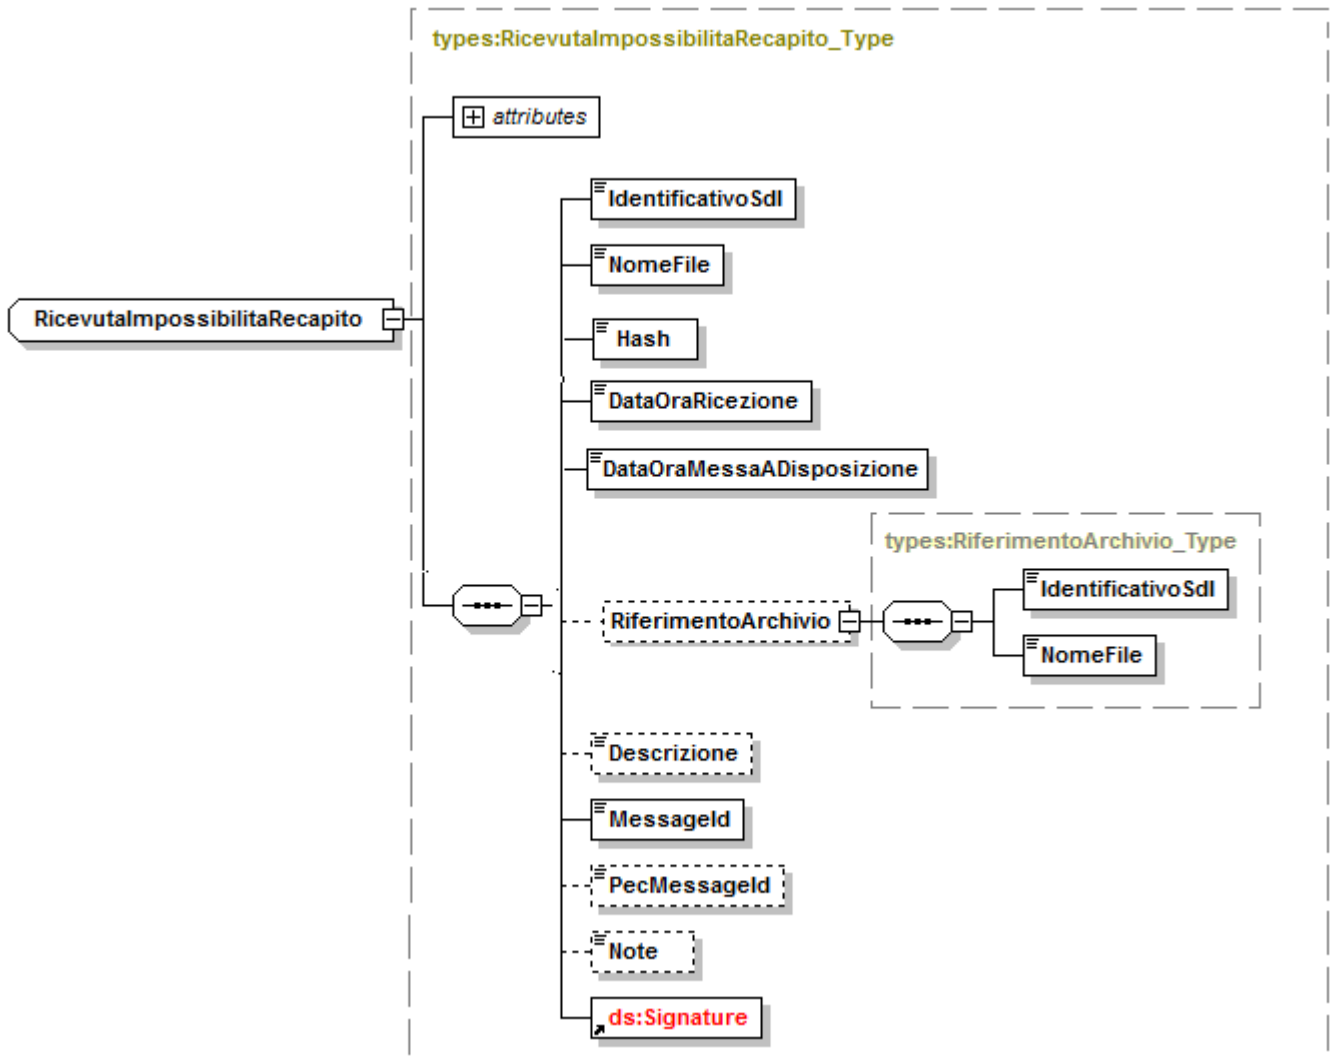 types:RicevutaImpossibilitaRecapito_Type
attributes
IdentificativoSdI
NomeFile
RicevutaImpossibilitaRecapito
Hash
DataOraRicezione
DataOraMessaADisposizione
types:RiferimentoArchivio_Type
IdentificativoSdI
RiferimentoArchivio
NomeFile
Descrizione
MessageId
PecMessageId
Note
ds:Signature